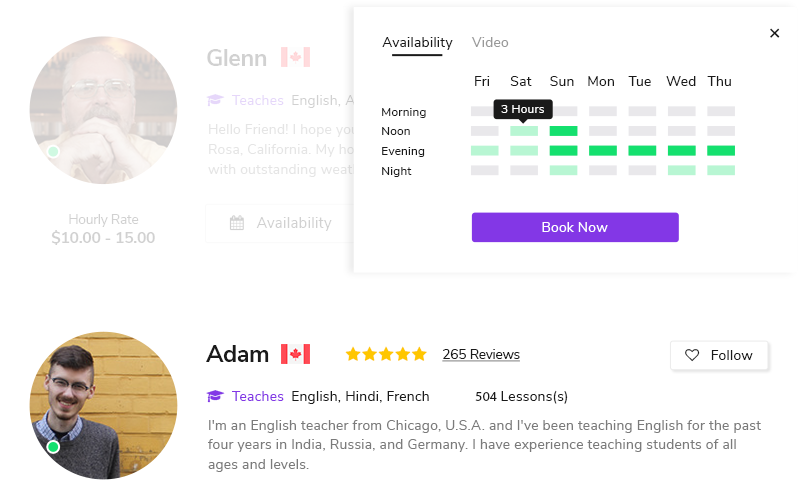 Glenn
Teaches English, A
Hello Friend! I hope you
Rosa, California. My ho
with outstanding weat
Hourly Rate
$10.00 - 15.00
Availability
Availability Video
Fri Sat Sun Mon Tue Wed Thu
3 Hours
Morning
Noon
Evening
Night
Book Now
Adam 265 Reviews Follow
Teaches English, Hindi, French 504 Lessons(s)
I'm an English teacher from Chicago, U.S.A. and I've been teaching English for the past
four years in India, Russia, and Germany. I have experience teaching students of all
ages and levels.